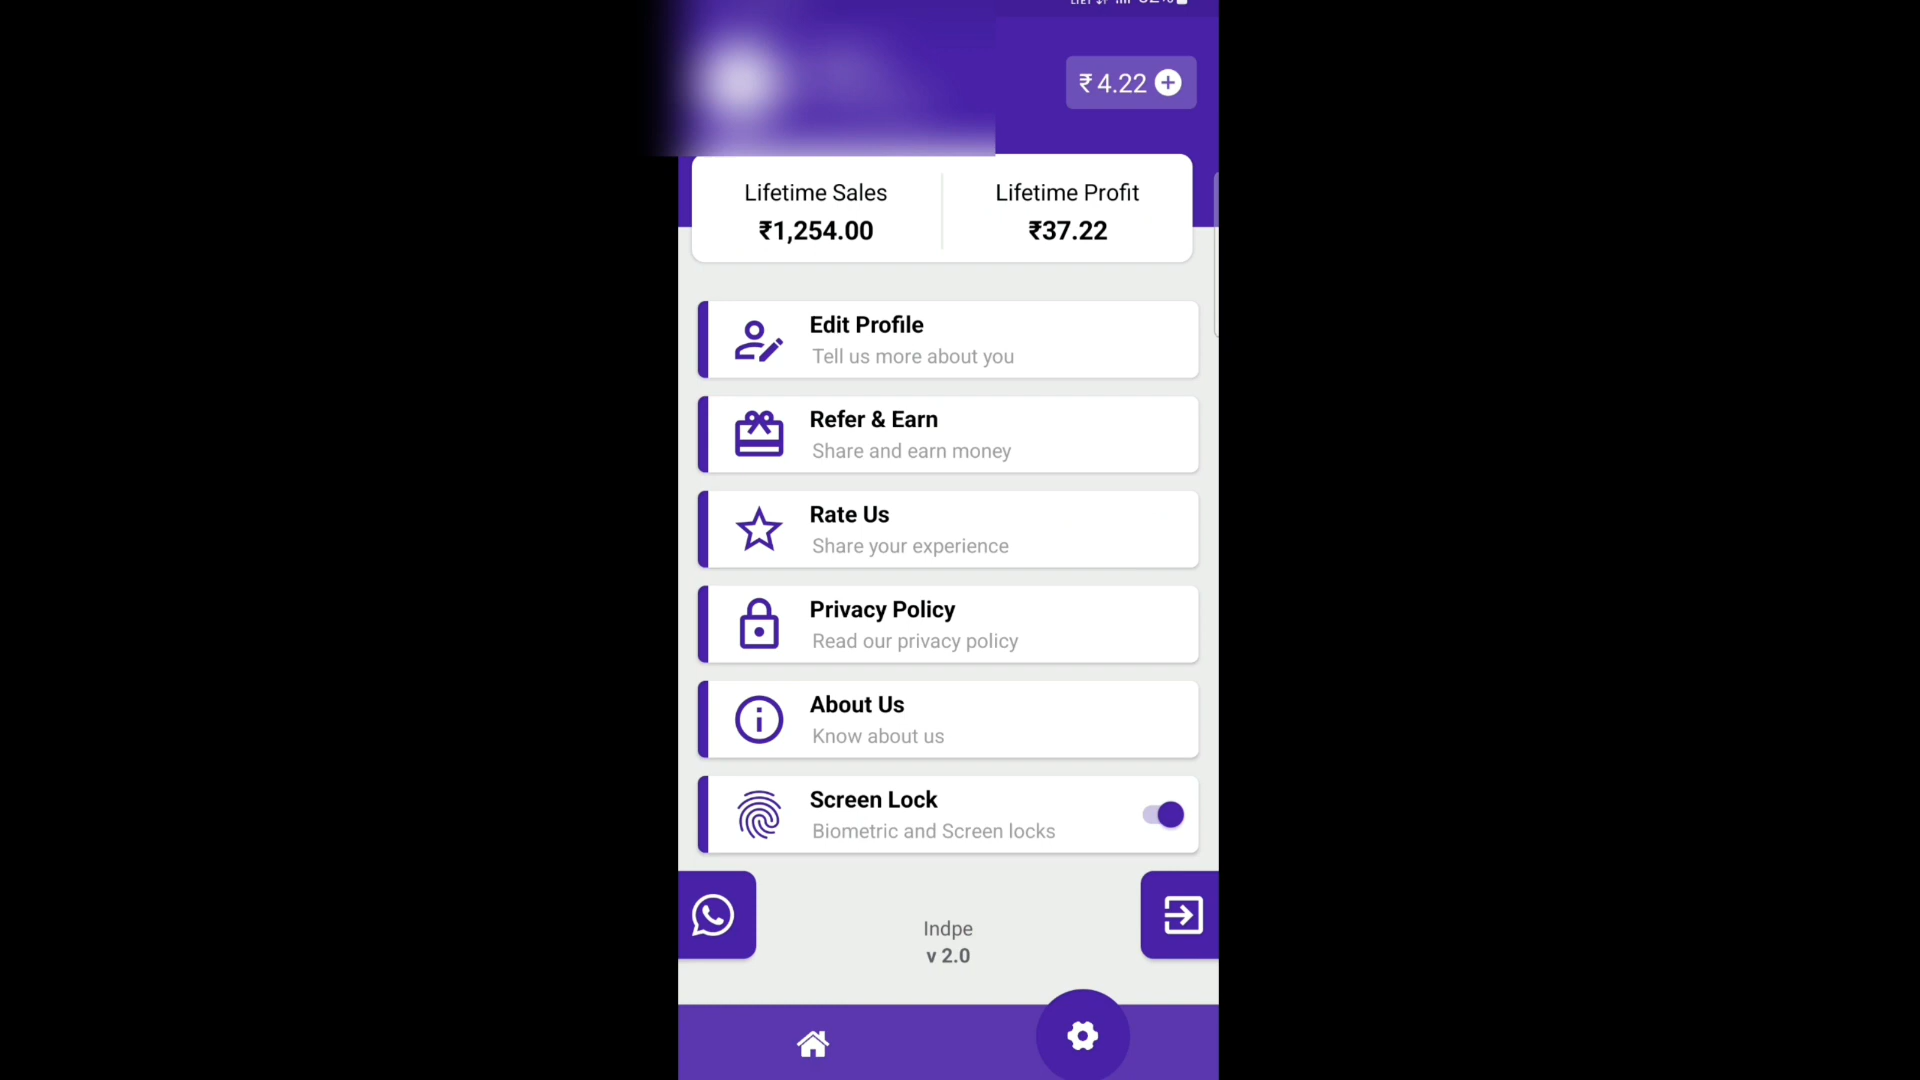 ₹ 4.22
Lifetime Sales
₹1,254.00
Lifetime Profit
₹37.22
Edit Profile
Tell us more about you
Refer & Earn
Share and earn money
Rate Us
Share your experience
Privacy Policy
Read our privacy policy
About Us
Know about us
Screen Lock
Biometric and Screen locks
Indpe
v 2.0